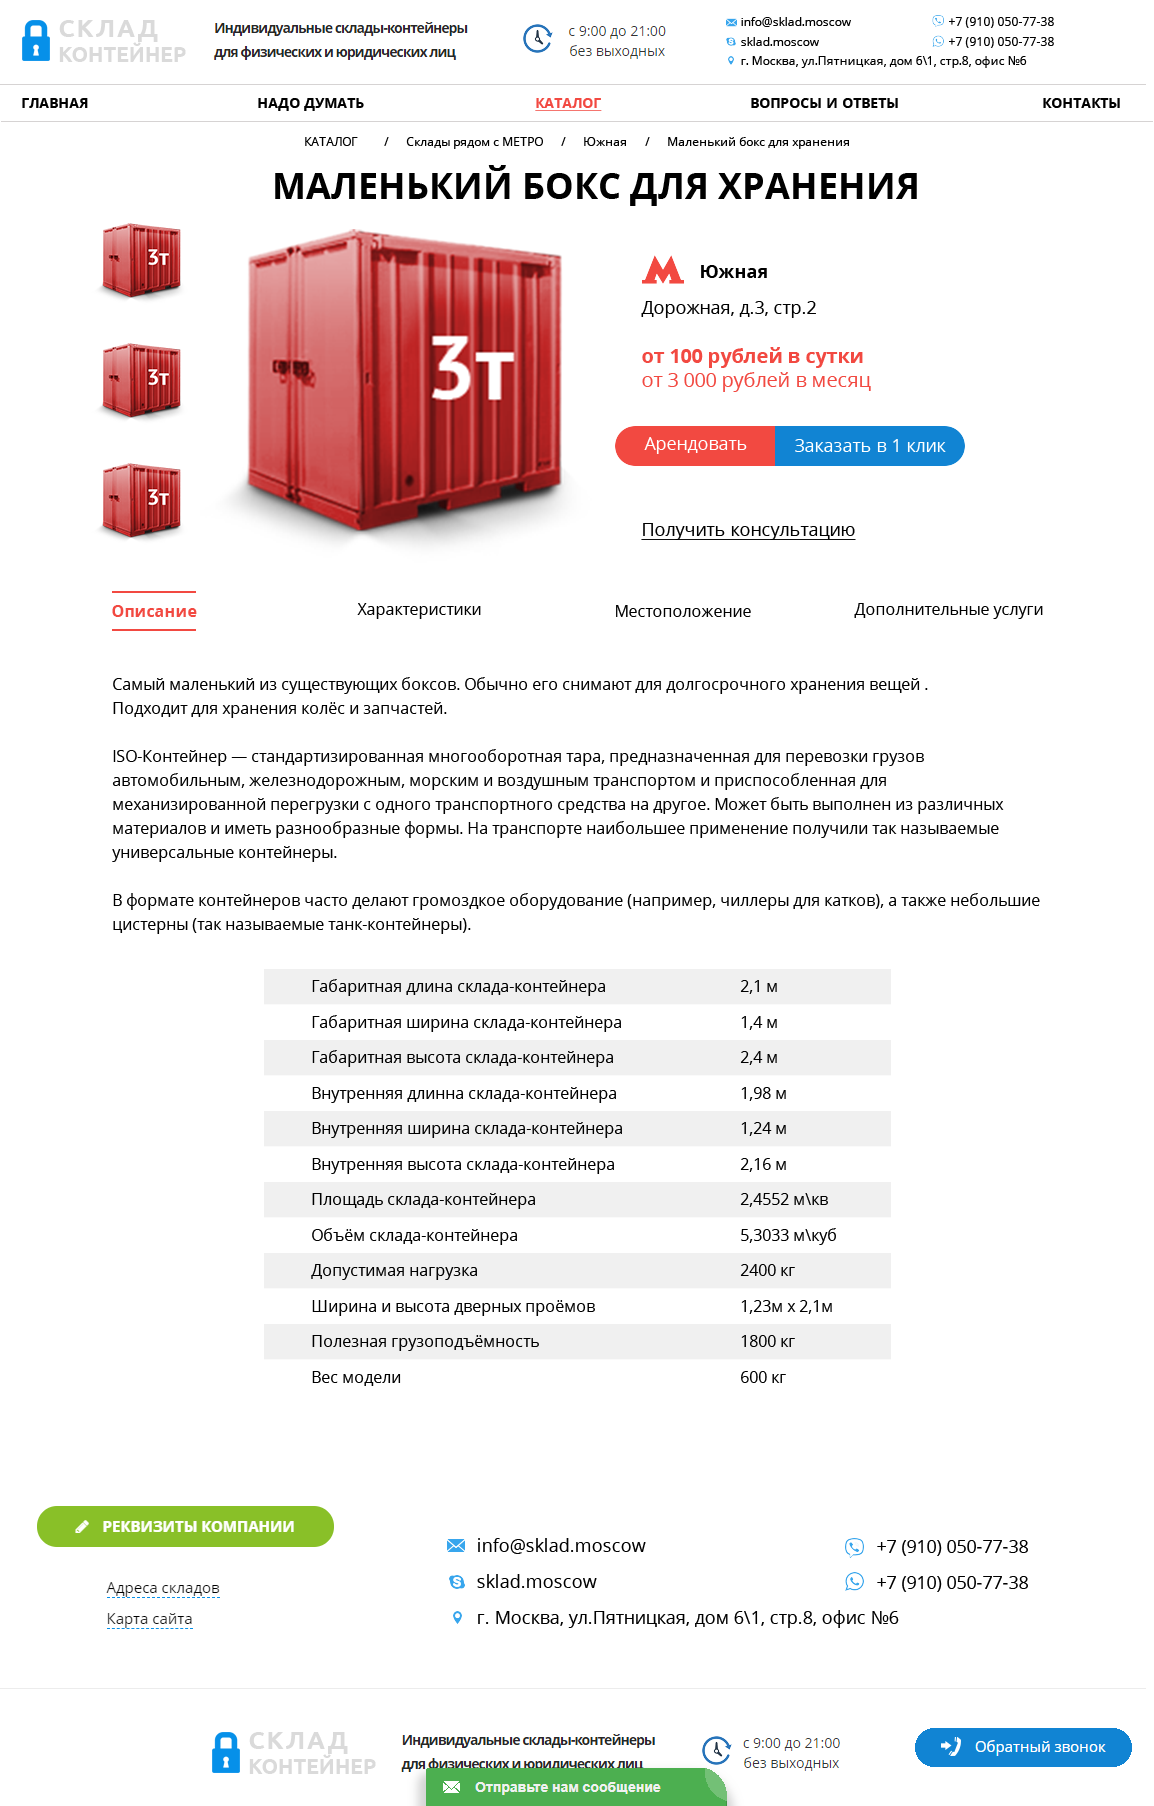 СКЛАД
КОНТЕЙНЕР
Индивидуальные склады-контейнеры
для физических и юридических лиц
с 9:00 до 21:00
без выходных
info@sklad.moscow
+7 (910) 050-77-38
sklad.moscow
+7 (910) 050-77-38
г. Москва, ул.Пятницкая, дом 6\1, стр.8, офис №6
ГЛАВНАЯ
НАДО ДУМАТЬ
КАТАЛОГ
ВОПРОСЫ И ОТВЕТЫ
КОНТАКТЫ
КАТАЛОГ / Склады рядом с МЕТРО / Южная / Маленький бокс для хранения
МАЛЕНЬКИЙ БОКС ДЛЯ ХРАНЕНИЯ
3т
3т
3т
3т
Южная
Дорожная, д.3, стр.2
от 100 рублей в сутки
от 3 000 рублей в месяц
Арендовать
Заказать в 1 клик
Получить консультацию
Описание
Характеристики
Местоположение
Дополнительные услуги
Самый маленький из существующих боксов. Обычно его снимают для долгосрочного хранения вещей .
Подходит для хранения колёс и запчастей.
ISO-Контейнер — стандартизированная многооборотная тара, предназначенная для перевозки грузов
автомобильным, железнодорожным, морским и воздушным транспортом и приспособленная для
механизированной перегрузки с одного транспортного средства на другое. Может быть выполнен из различных
материалов и иметь разнообразные формы. На транспорте наибольшее применение получили так называемые
универсальные контейнеры.
В формате контейнеров часто делают громоздкое оборудование (например, чиллеры для катков), а также небольшие
цистерны (так называемые танк-контейнеры).
Габаритная длина склада-контейнера 2,1 м
Габаритная ширина склада-контейнера 1,4 м
Габаритная высота склада-контейнера 2,4 м
Внутренняя длинна склада-контейнера 1,98 м
Внутренняя ширина склада-контейнера 1,24 м
Внутренняя высота склада-контейнера 2,16 м
Площадь склада-контейнера 2,4552 м\кв
Объём склада-контейнера 5,3033 м\куб
Допустимая нагрузка 2400 кг
Ширина и высота дверных проёмов 1,23м х 2,1м
Полезная грузоподъёмность 1800 кг
Вес модели 600 кг
РЕКВИЗИТЫ КОМПАНИИ
Адреса складов
Карта сайта
info@sklad.moscow
+7 (910) 050-77-38
sklad.moscow
+7 (910) 050-77-38
г. Москва, ул.Пятницкая, дом 6\1, стр.8, офис №6
СКЛАД
КОНТЕЙНЕР
Индивидуальные склады-контейнеры
для физических и юридических лиц
с 9:00 до 21:00
без выходных
Обратный звонок
Отправьте нам сообщение